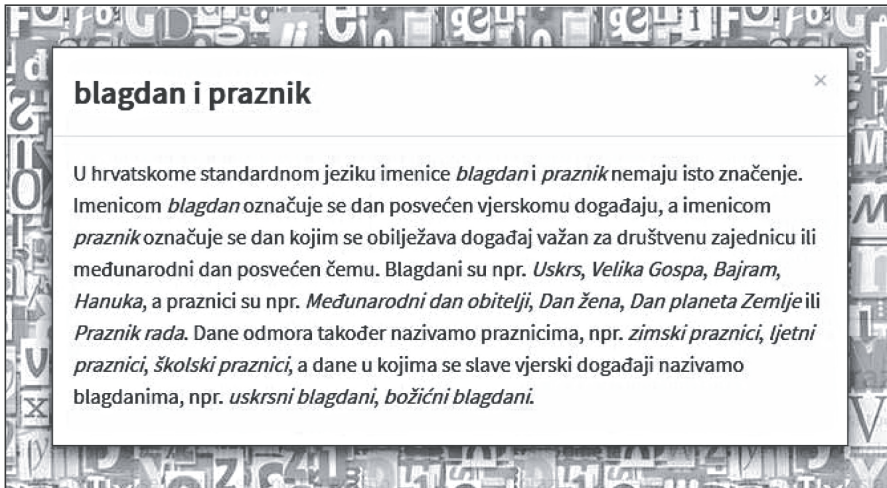 blagdan i praznik
×
U hrvatskome standardnom jeziku imenice blagdan i praznik nemaju isto značenje.
Imenicom blagdan označuje se dan posvećen vjerskomu događaju, a imenicom
praznik označuje se dan kojim se obilježava događaj važan za društvenu zajednicu ili
međunarodni dan posvećen čemu. Blagdani su npr. Uskrs, Velika Gospa, Bajram,
Hanuka, a praznici su npr. Međunarodni dan obitelji, Dan žena, Dan planeta Zemlje ili
Praznik rada. Dane odmora također nazivamo praznicima, npr. zimski praznici, ljetni
praznici, školski praznici, a dane u kojima se slave vjerski događaji nazivamo
blagdanima, npr. uskrsni blagdani, božićni blagdani.